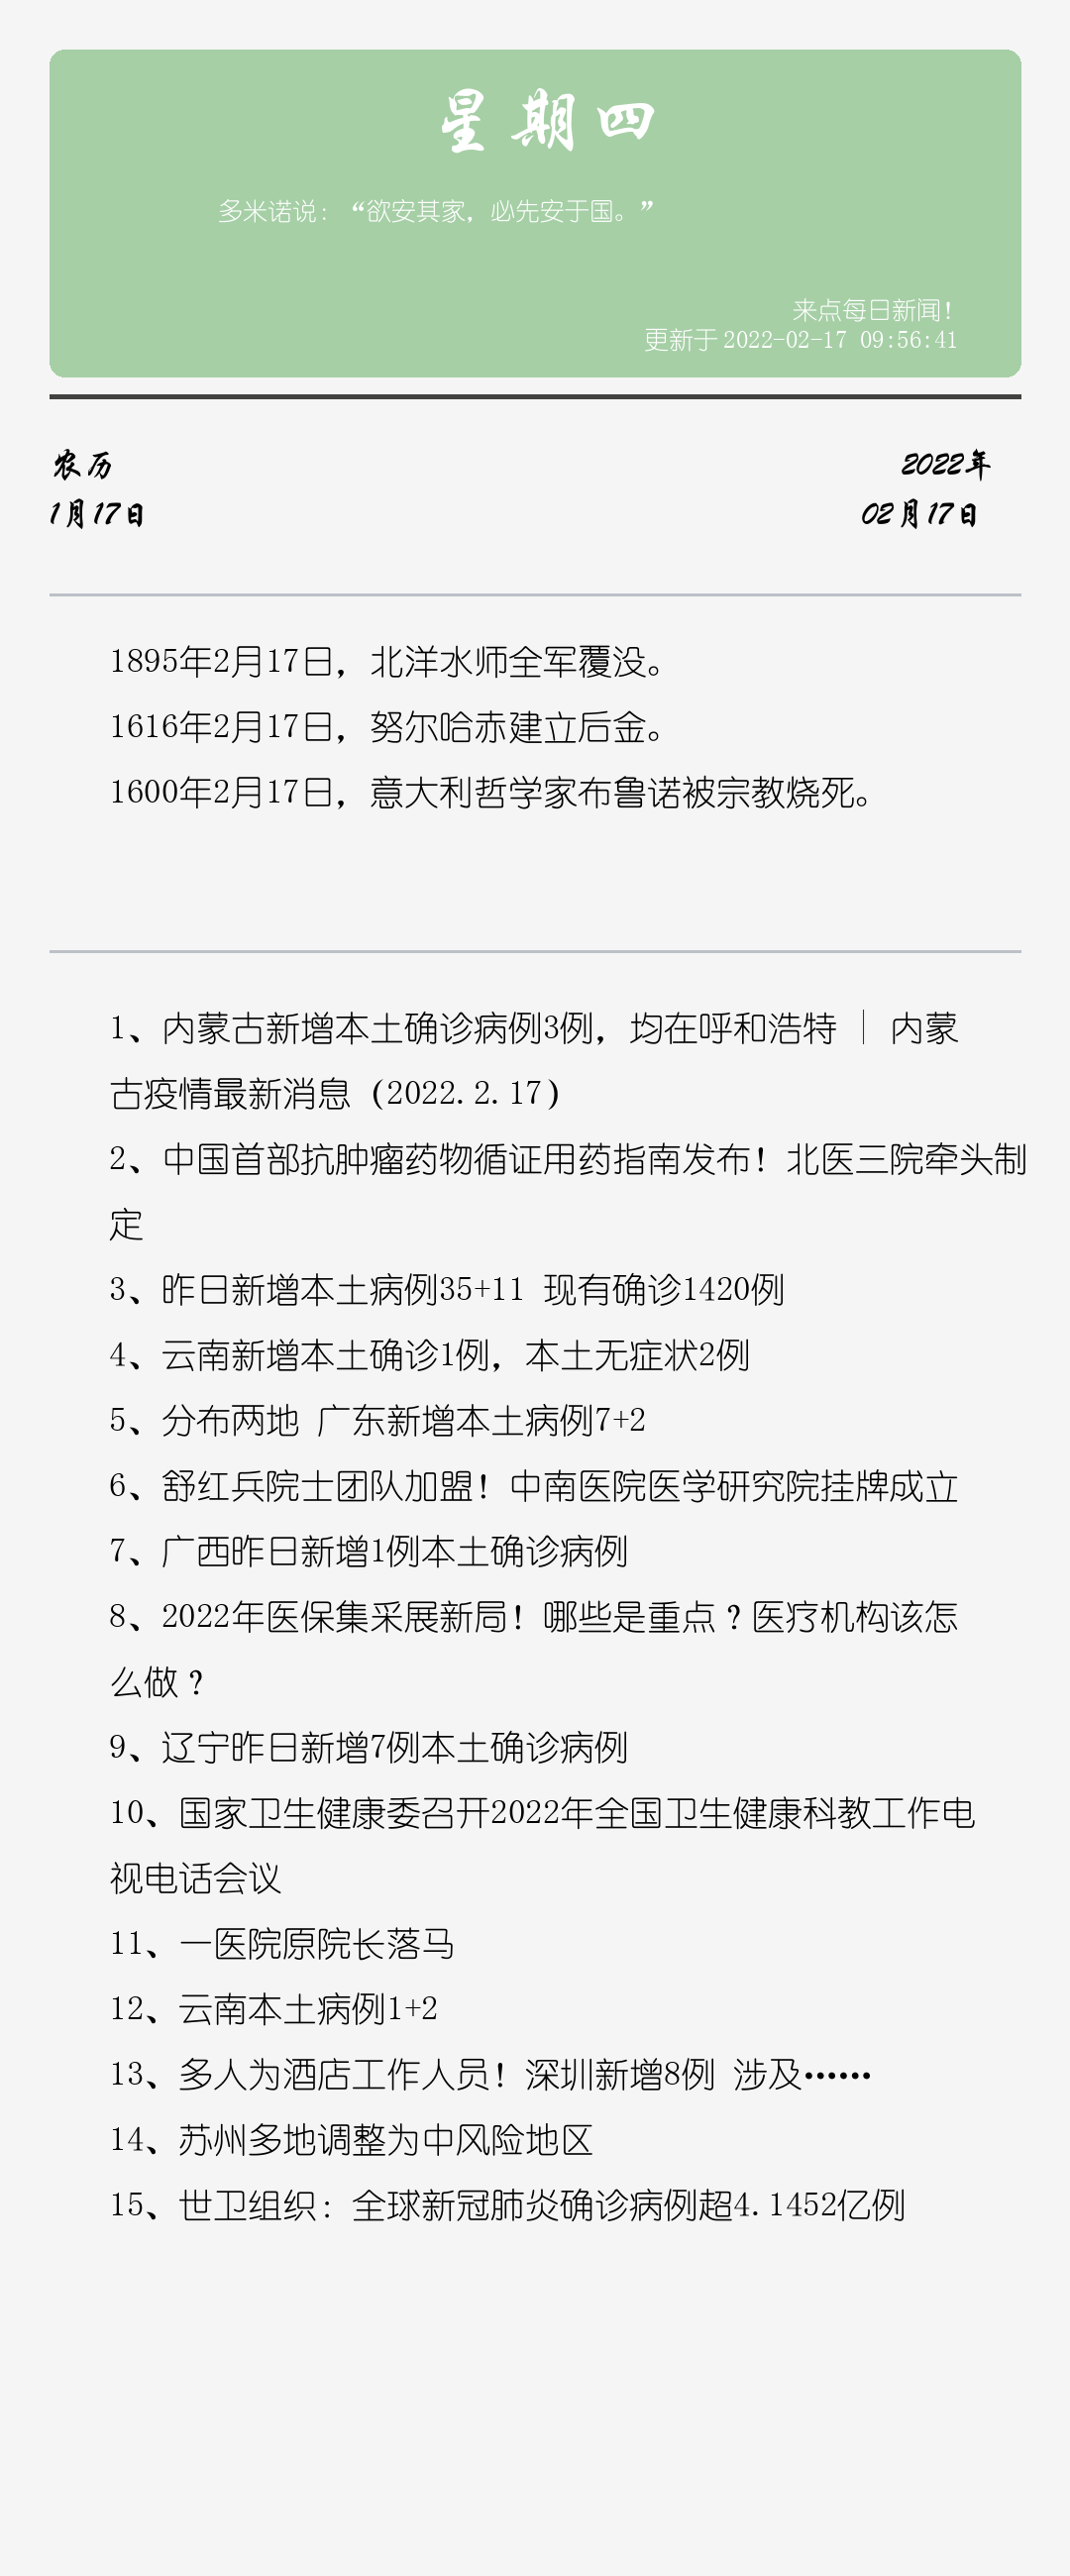 星期四
多米诺说：“欲安其家，必先安于国。”
来点每日新闻！
更新于 2022-02-17 09:56:41
农历
2022年
1月17日
02月17日
1895年2月17日，北洋水师全军覆没。
1616年2月17日，努尔哈赤建立后金。
1600年2月17日，意大利哲学家布鲁诺被宗教烧死。
1、内蒙古新增本土确诊病例3例，均在呼和浩特 | 内蒙
古疫情最新消息（2022.2.17）
2、中国首部抗肿瘤药物循证用药指南发布！北医三院牵头制
定
3、昨日新增本土病例35+11 现有确诊1420例
4、云南新增本土确诊1例，本土无症状2例
5、分布两地 广东新增本土病例7+2
6、舒红兵院士团队加盟！中南医院医学研究院挂牌成立
7、广西昨日新增1例本土确诊病例
8、2022年医保集采展新局！哪些是重点？医疗机构该怎
么做？
9、辽宁昨日新增7例本土确诊病例
10、国家卫生健康委召开2022年全国卫生健康科教工作电
视电话会议
11、一医院原院长落马
12、云南本土病例1+2
13、多人为酒店工作人员！深圳新增8例 涉及……
14、苏州多地调整为中风险地区
15、世卫组织：全球新冠肺炎确诊病例超4.1452亿例